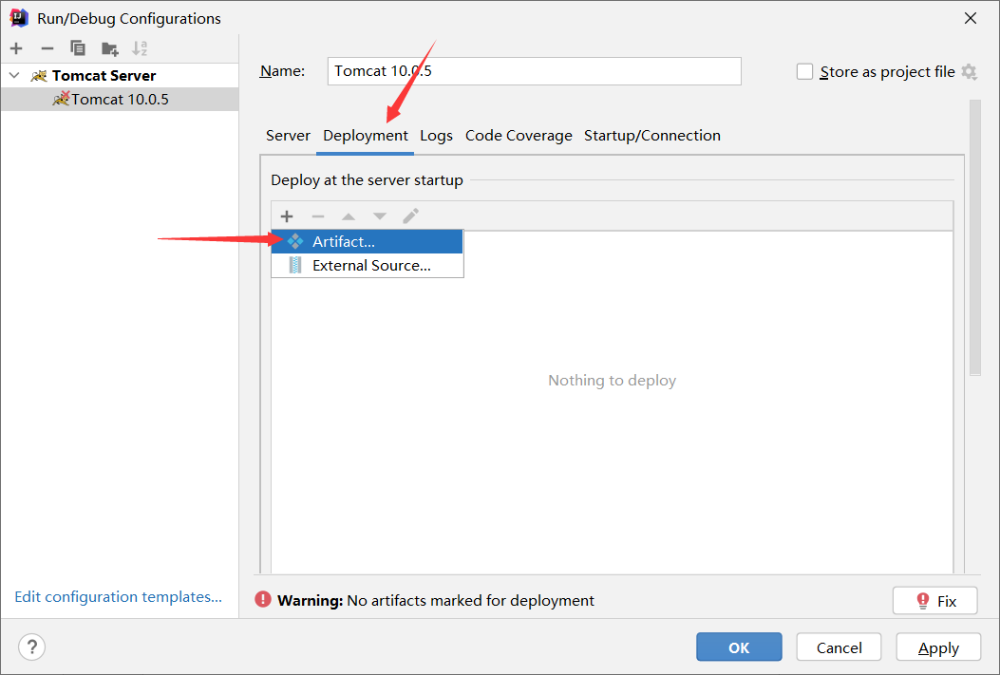 Run/Debug Configurations
Tomcat Server
Tomcat 10.0.5
Name:
Tomcat 10.0.5
Store as project file
Server Deployment Logs Code Coverage Startup/Connection
Deploy at the server startup
Artifact...
External Source...
Nothing to deploy
Edit configuration templates...
Warning: No artifacts marked for deployment
Fix
?
OK
Cancel
Apply